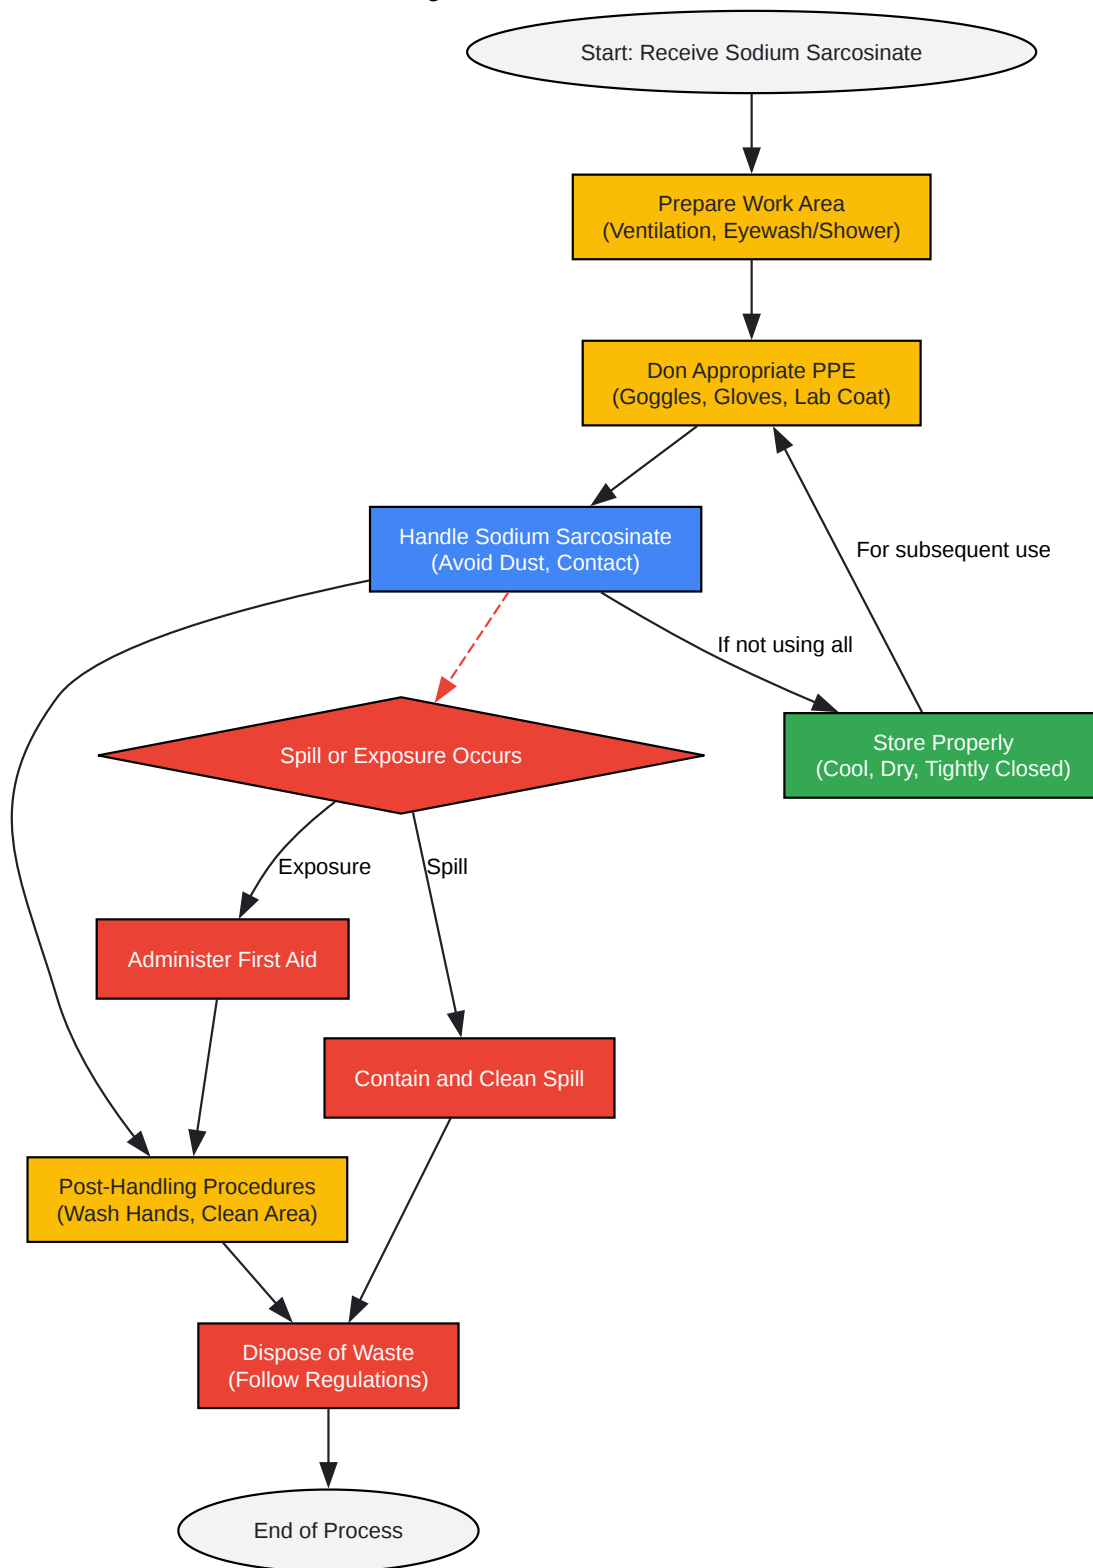 Start: Receive Sodium Sarcosinate
Prepare Work Area
(Ventilation, Eyewash/Shower)
Don Appropriate PPE
(Goggles, Gloves, Lab Coat)
Handle Sodium Sarcosinate
(Avoid Dust, Contact)
For subsequent use
If not using all
Spill or Exposure Occurs
Store Properly
(Cool, Dry, Tightly Closed)
Exposure
Spill
Administer First Aid
Contain and Clean Spill
Post-Handling Procedures
(Wash Hands, Clean Area)
Dispose of Waste
(Follow Regulations)
End of Process